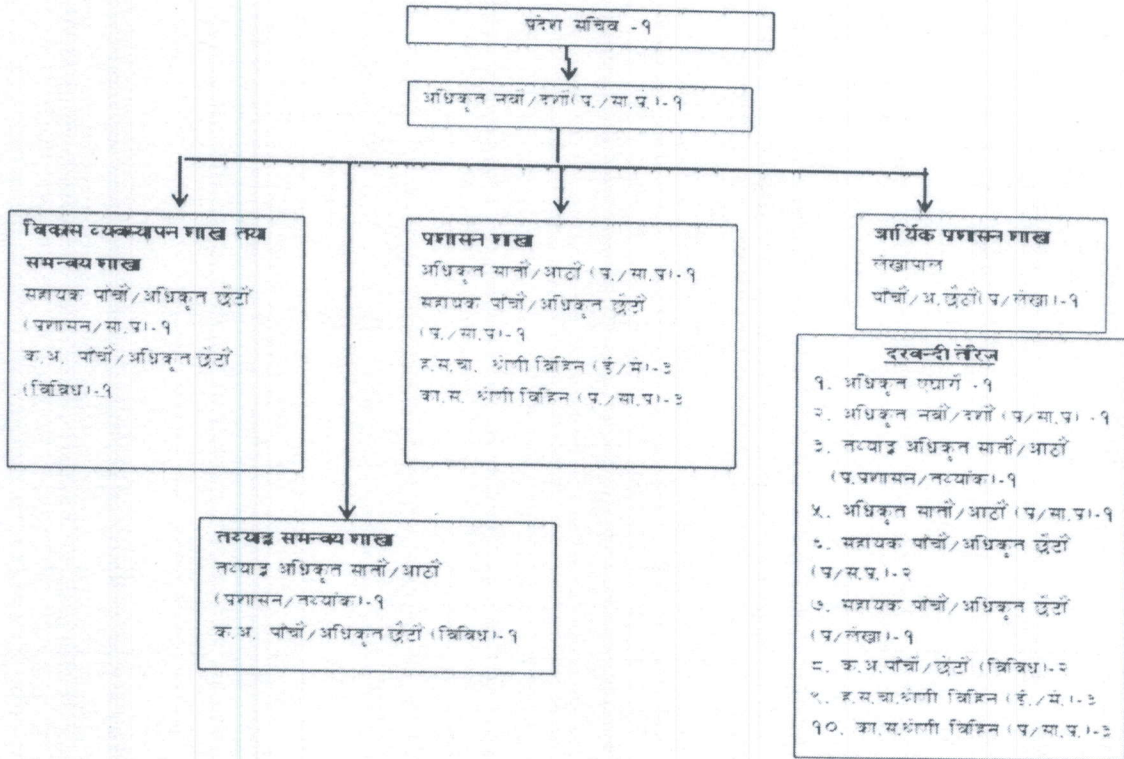 प्रदेश सचिव -१
अधिकृत नवौं/दशौं(प्र./सा.प्र.)-१
विकास व्यवस्थापन शाखा तथा
समन्वय शाखा
सहायक पाँचौं/अधिकृत छैटौं
(प्रशासन/सा.प्र)-१
क.अ. पाँचौं/अधिकृत छैटौं
(विविध)-१
प्रशासन शाखा
अधिकृत सातौं/आठौं (प्र./सा.प्र)-१
सहायक पाँचौं/अधिकृत छैटौं
(प्र./सा.प्र)-१
ह.स.चा. श्रेणी विहिन (ई/मे)-३
का.स. श्रेणी विहिन (प्र./सा.प्र)-३
आर्थिक प्रशासन शाखा
लेखापाल
पाँचौं/अ.छैटौं(प्र/लेखा)-१
तथ्याङ्क समन्वय शाखा
तथ्याङ्क अधिकृत सातौं/आठौं
(प्रशासन/तथ्यांक)-१
क.अ. पाँचौं/अधिकृत छैटौं (विविध)-१
दरबन्दी तेरिज
१. अधिकृत एघारौं -१
२. अधिकृत नवौं/दशौं (प्र/सा.प्र)-१
३. तथ्याङ्क अधिकृत सातौं/आठौं
(प्र.प्रशासन/तथ्यांक)-१
५. अधिकृत सातौं/आठौं (प्र/सा.प्र)-१
६. सहायक पाँचौं/अधिकृत छैटौं
(प्र/स.प्र.)-२
७. सहायक पाँचौं/अधिकृत छैटौं
(प्र/लेखा)-१
८. क.अ.पाँचौं/छैटौं (विविध)-२
९. ह.स.चा.श्रेणी विहिन (ई./मे.)-३
१०. का.स.श्रेणी विहिन (प्र/सा.प्र.)-३